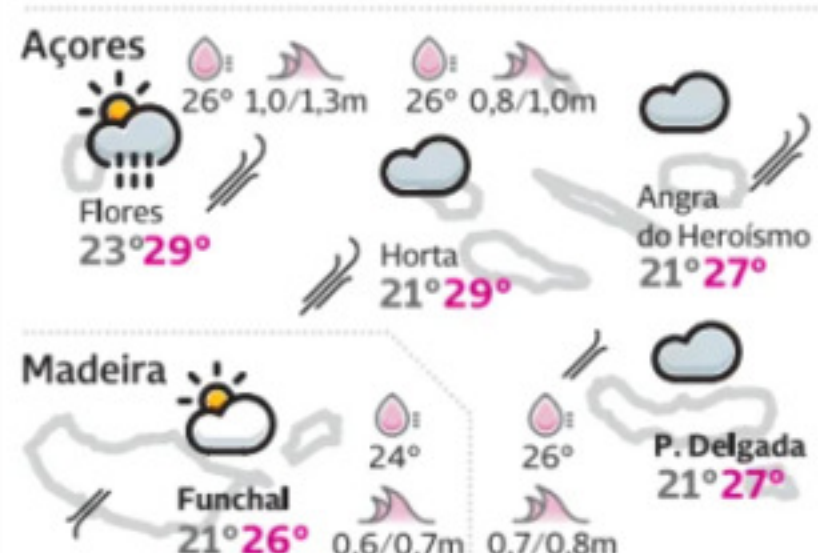 Açores
26° 1,0/1,3m
26° 0,8/1,0m
Flores
23° 29°
Horta
21° 29°
Angra
do Heroísmo
21° 27°
Madeira
Funchal
21° 26°
24°
0,6/0,7m
26°
0,7/0,8m
P. Delgada
21° 27°